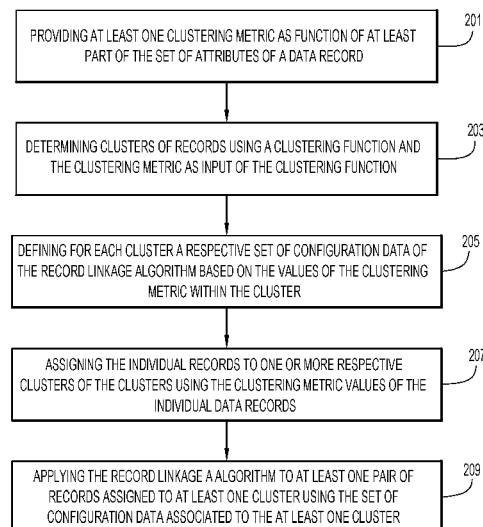 201
PROVIDING AT LEAST ONE CLUSTERING METRIC AS FUNCTION OF AT LEAST
PART OF THE SET OF ATTRIBUTES OF A DATA RECORD
203
DETERMINING CLUSTERS OF RECORDS USING A CLUSTERING FUNCTION AND
THE CLUSTERING METRIC AS INPUT OF THE CLUSTERING FUNCTION
205
DEFINING FOR EACH CLUSTER A RESPECTIVE SET OF CONFIGURATION DATA OF
THE RECORD LINKAGE ALGORITHM BASED ON THE VALUES OF THE CLUSTERING
METRIC WITHIN THE CLUSTER
207
ASSIGNING THE INDIVIDUAL RECORDS TO ONE OR MORE RESPECTIVE
CLUSTERS OF THE CLUSTERS USING THE CLUSTERING METRIC VALUES OF THE
INDIVIDUAL DATA RECORDS
209
APPLYING THE RECORD LINKAGE A ALGORITHM TO AT LEAST ONE PAIR OF
RECORDS ASSIGNED TO AT LEAST ONE CLUSTER USING THE SET OF
CONFIGURATION DATA ASSOCIATED TO THE AT LEAST ONE CLUSTER